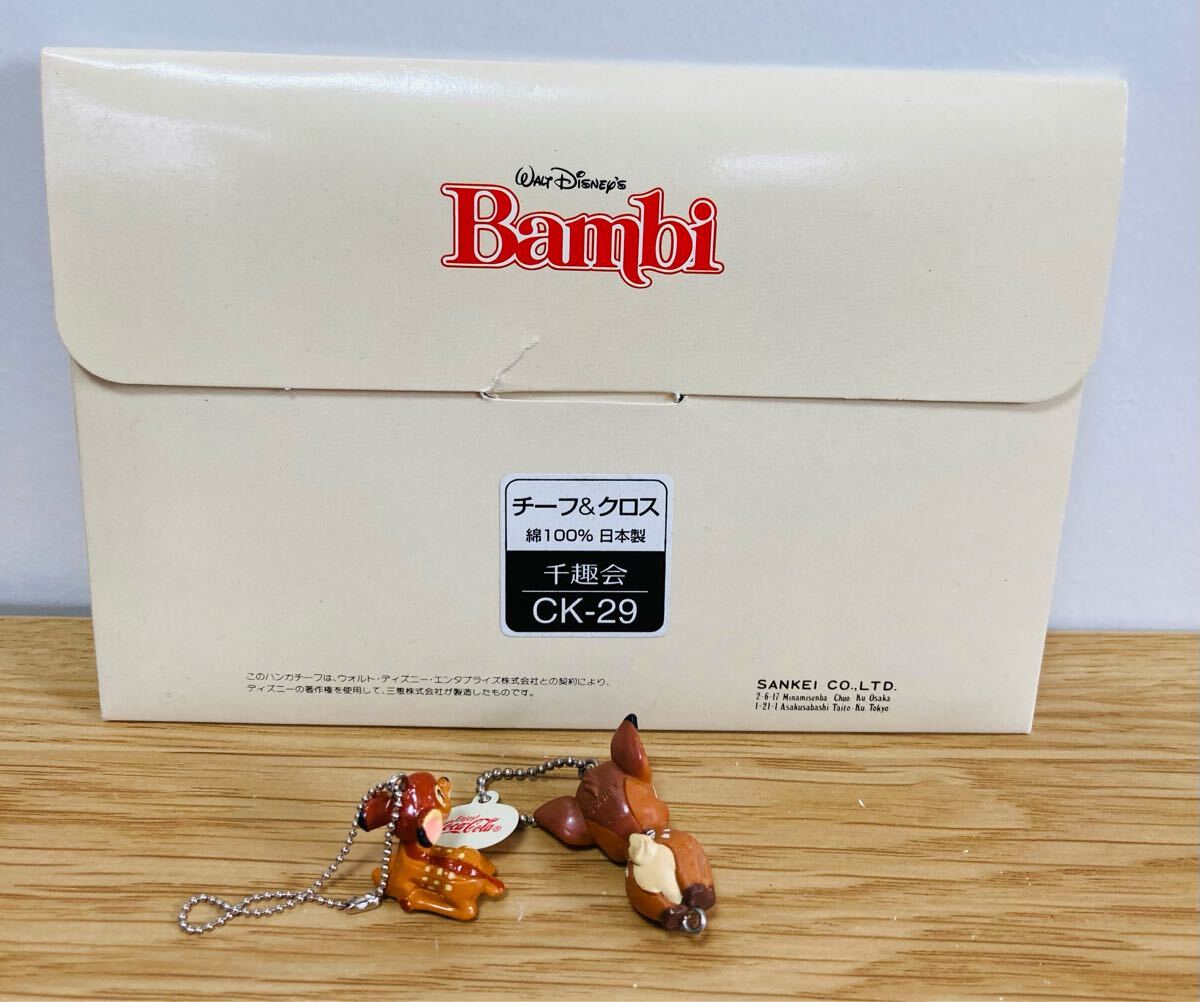 WALT DISNEY'S
Bambi
チーフ&クロス
綿100% 日本製
千趣会
CK-29
このハンカチーフは、ウォルト・ディズニー・エンタプライズ株式会社との契約により、
ディズニーの著作権を使用して、三恵株式会社が製造したものです。
SANKEI CO.,LTD.
2-6-17 Minamisenba Chuo-Ku Osaka
1-21-1 Asakusabashi Taito-Ku Tokyo
Enjoy
Coca-Cola®